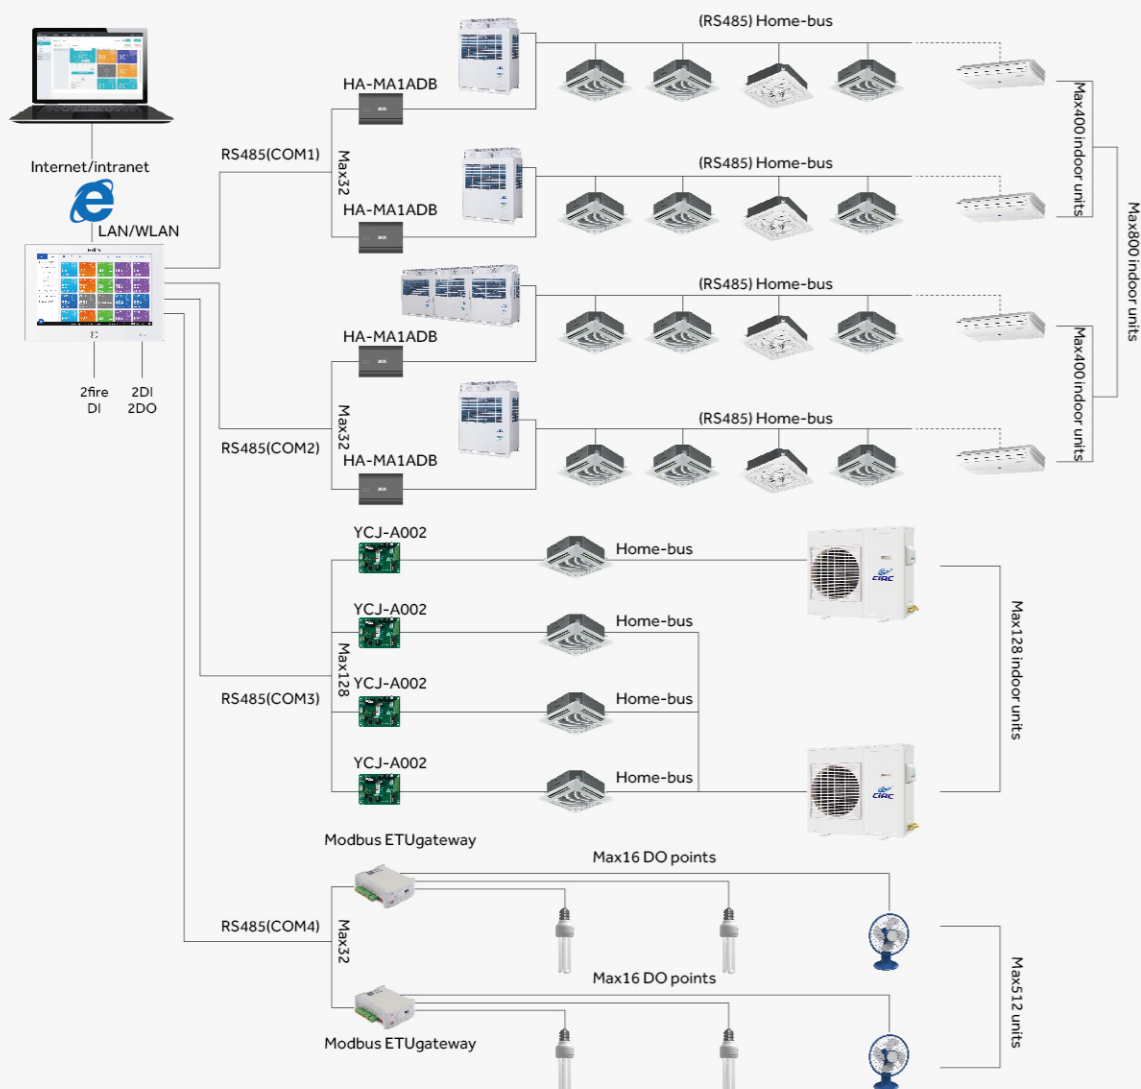 (RS485) Home-bus
HA-MA1ADB
RS485(COM1)
Max32
Internet/intranet
(RS485) Home-bus
HA-MA1ADB
LAN/WLAN
Max400 indoor units
(RS485) Home-bus
HA-MA1ADB
2fire
DI
2DI
2DO
RS485(COM2)
Max32
(RS485) Home-bus
HA-MA1ADB
Max400 indoor units
Max800 indoor units
YCJ-A002
Home-bus
CIAC
YCJ-A002
Home-bus
RS485(COM3)
Max128
YCJ-A002
Home-bus
YCJ-A002
Home-bus
CIAC
Max128 indoor units
Modbus ETUgateway
Max16 DO points
RS485(COM4)
Max32
Max16 DO points
Modbus ETUgateway
Max512 units